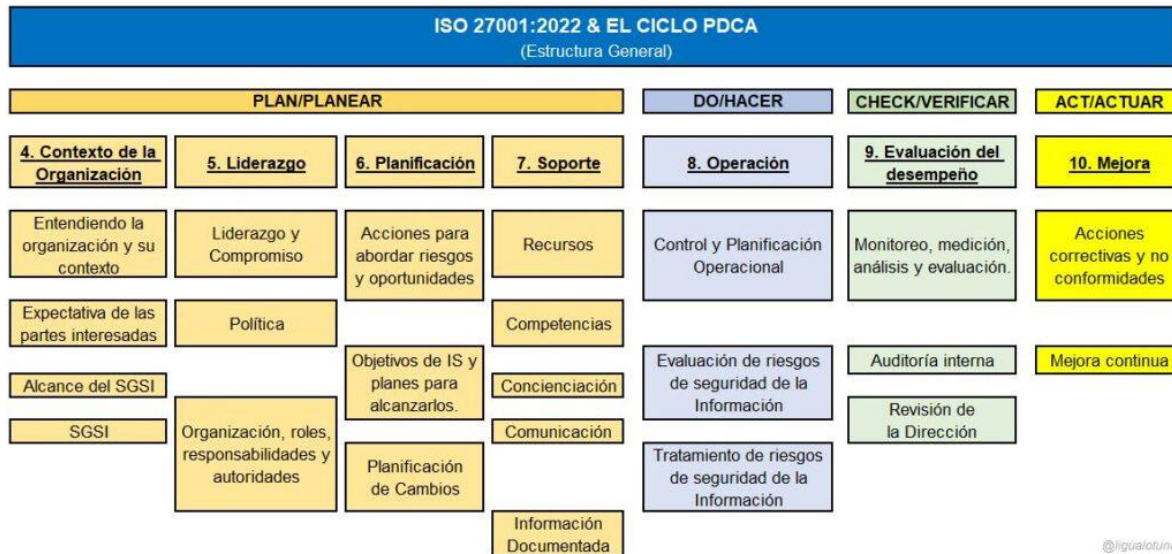 ISO 27001:2022 & EL CICLO PDCA
(Estructura General)
PLAN/PLANEAR
DO/HACER
CHECK/VERIFICAR
ACT/ACTUAR
4. Contexto de la
Organización
5. Liderazgo
6. Planificación
7. Soporte
8. Operación
9. Evaluación del
desempeño
10. Mejora
Entendiendo la
organización y su
contexto
Expectativa de las
partes interesadas
Alcance del SGSI
SGSI
Liderazgo y
Compromiso
Política
Organización, roles,
responsabilidades y
autoridades
Acciones para
abordar riesgos
y oportunidades
Objetivos de IS y
planes para
alcanzarlos.
Planificación
de Cambios
Recursos
Competencias
Concienciación
Comunicación
Información
Documentada
Control y Planificación
Operacional
Evaluación de riesgos
de seguridad de la
Información
Tratamiento de riesgos
de seguridad de la
Información
Monitoreo, medición,
análisis y evaluación.
Auditoría interna
Revisión de
la Dirección
Acciones
correctivas y no
conformidades
Mejora continua